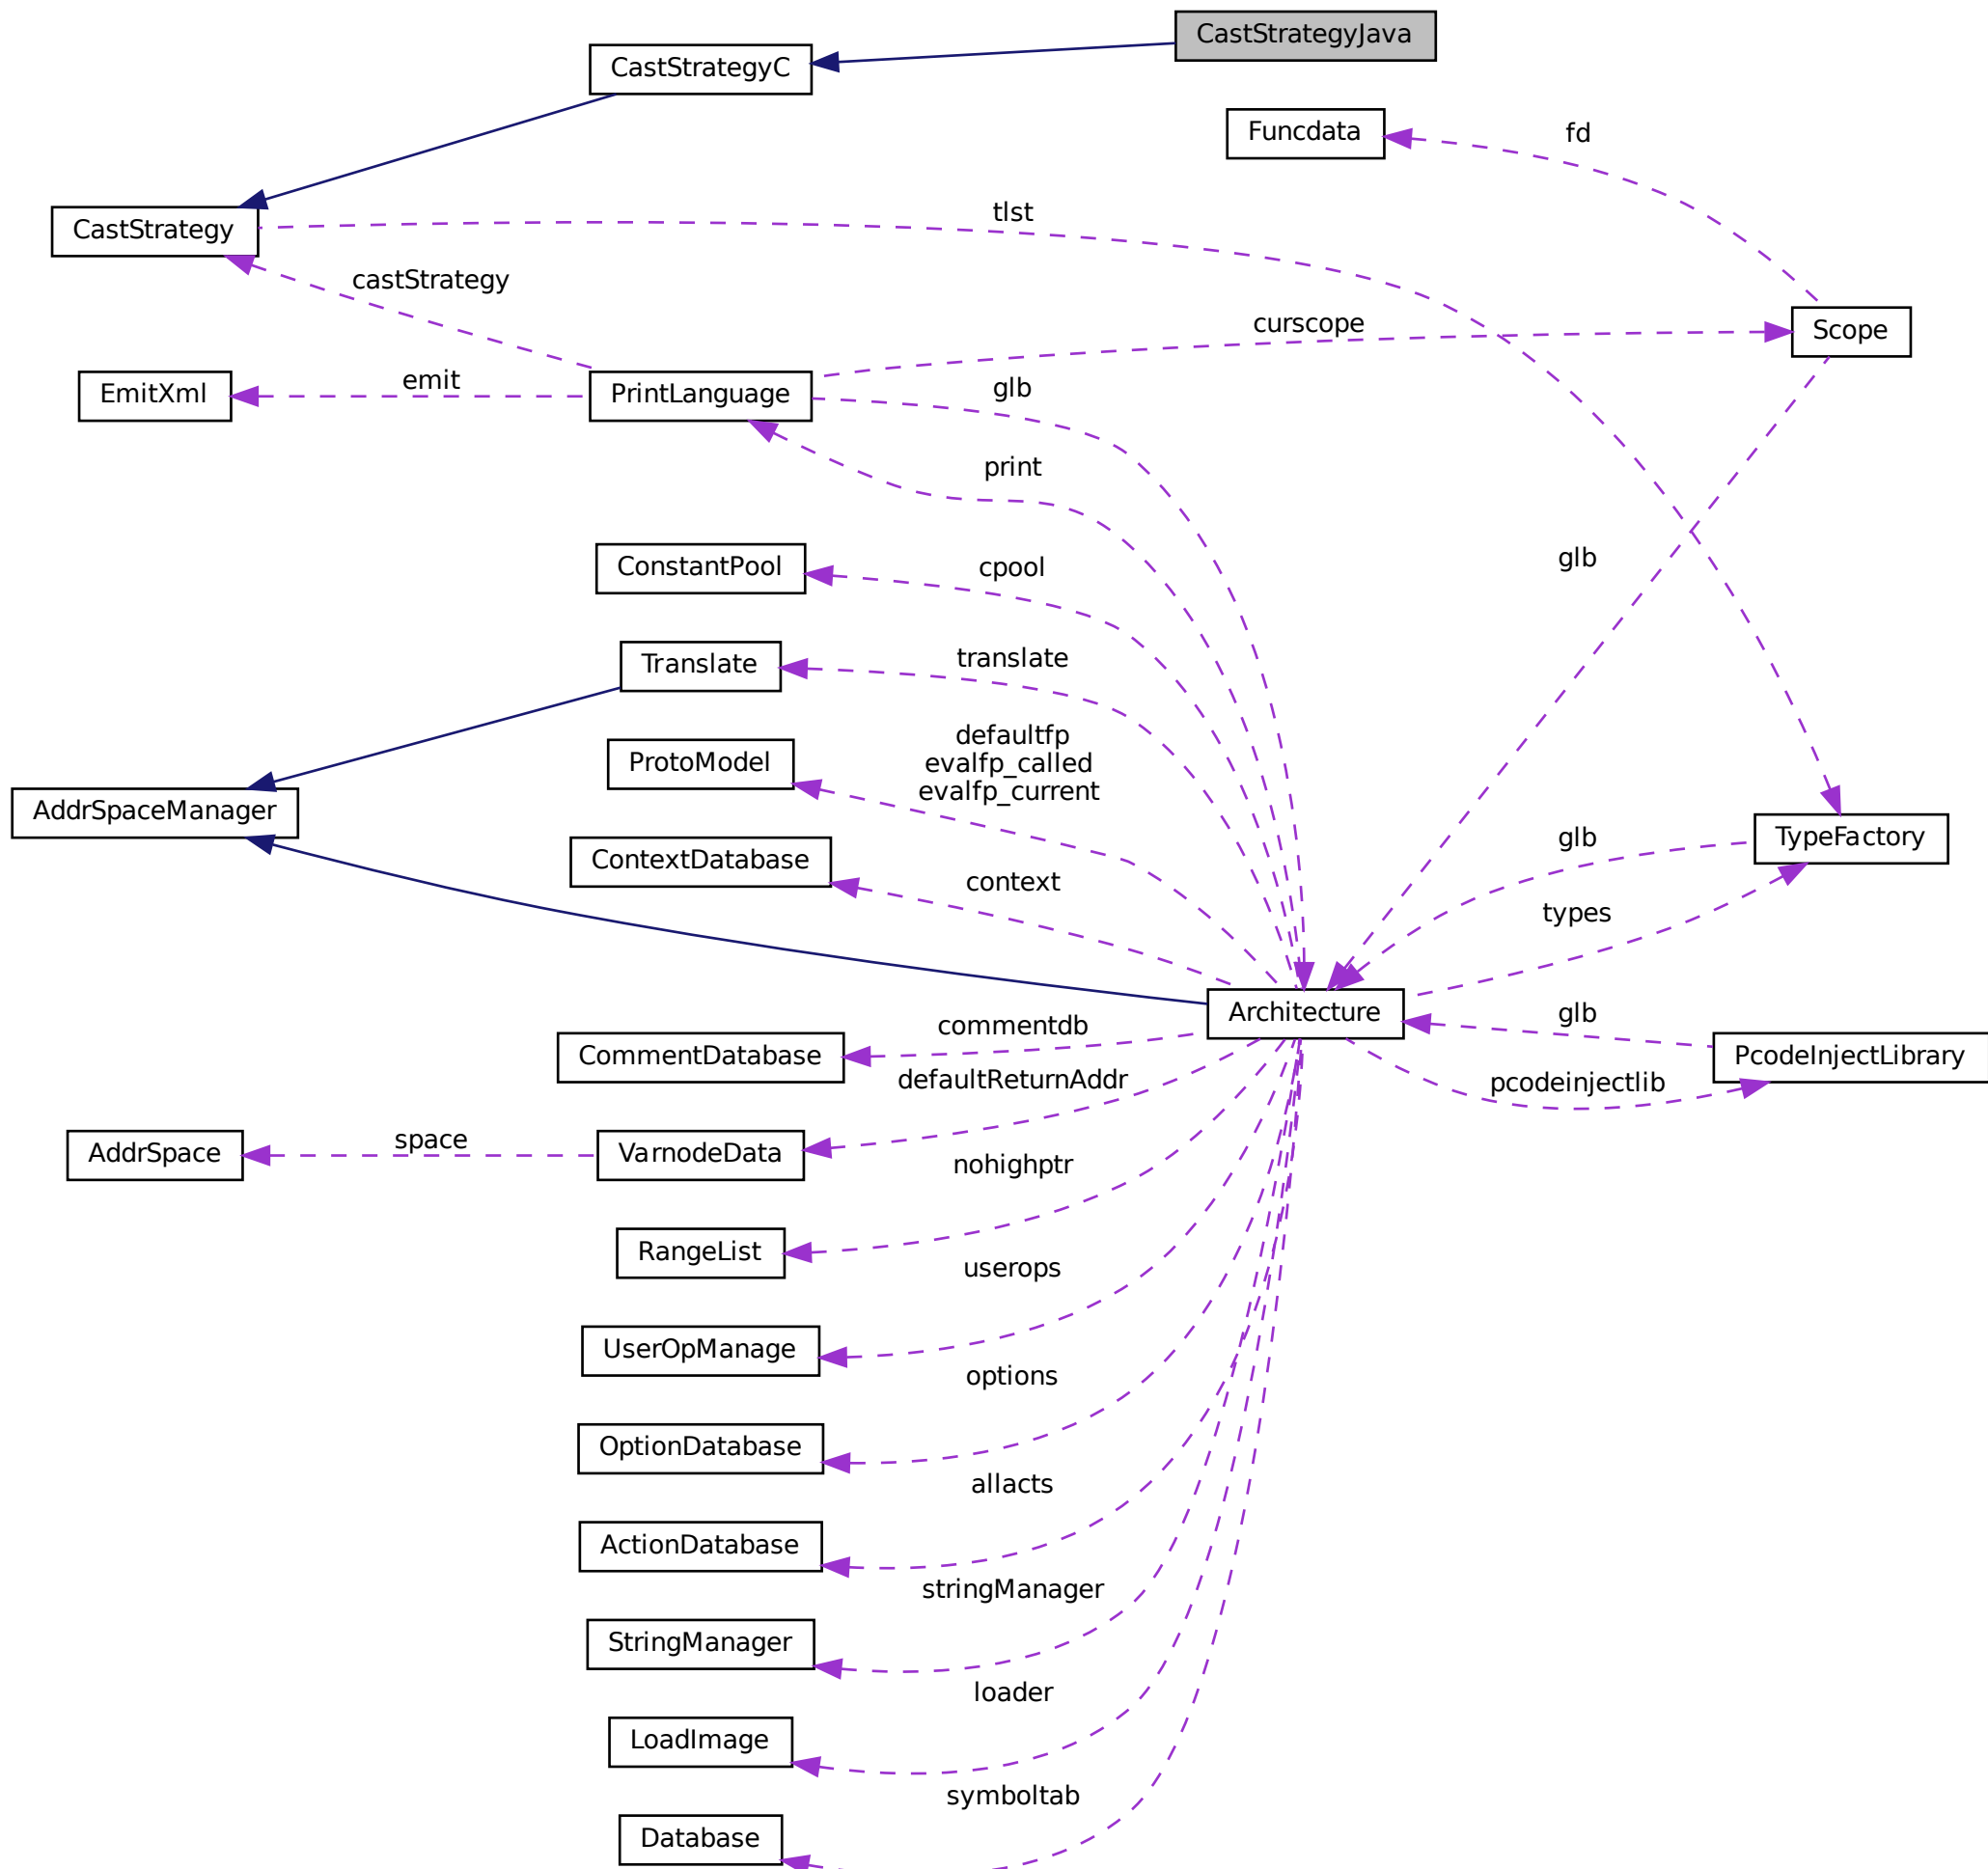 CastStrategyJava
CastStrategyC
Funcdata
fd
tlst
CastStrategy
castStrategy
curscope
Scope
emit
glb
EmitXml
PrintLanguage
print
glb
cpool
ConstantPool
translate
Translate
defaultfp
evalfp_called
evalfp_current
ProtoModel
AddrSpaceManager
glb
TypeFactory
ContextDatabase
context
types
Architecture
glb
commentdb
CommentDatabase
PcodeInjectLibrary
defaultReturnAddr
pcodeinjectlib
space
AddrSpace
VarnodeData
nohighptr
RangeList
userops
UserOpManage
options
OptionDatabase
allacts
ActionDatabase
stringManager
StringManager
loader
LoadImage
symboltab
Database